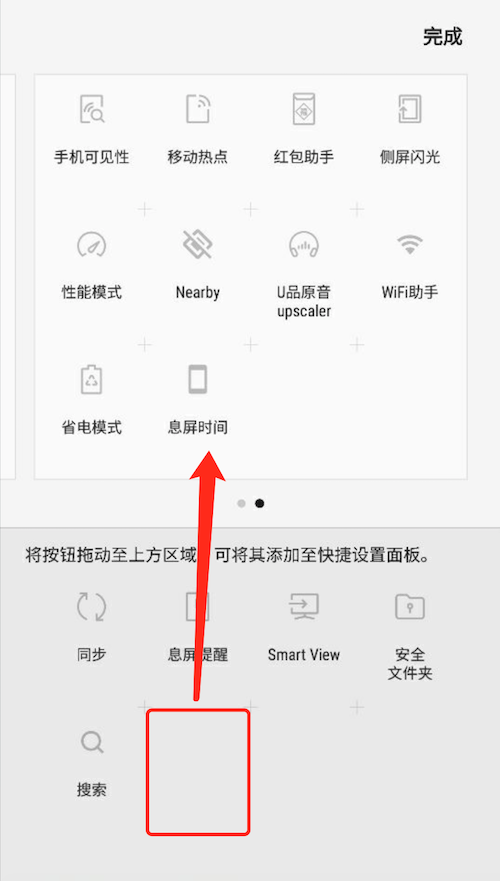 完成
手机可见性 移动热点 红包助手 侧屏闪光
性能模式 Nearby U品原音 WiFi助手
upscaler
省电模式 息屏时间
将按钮拖动至上方区域，可将其添加至快捷设置面板。
同步 息屏提醒 Smart View 安全
文件夹
搜索